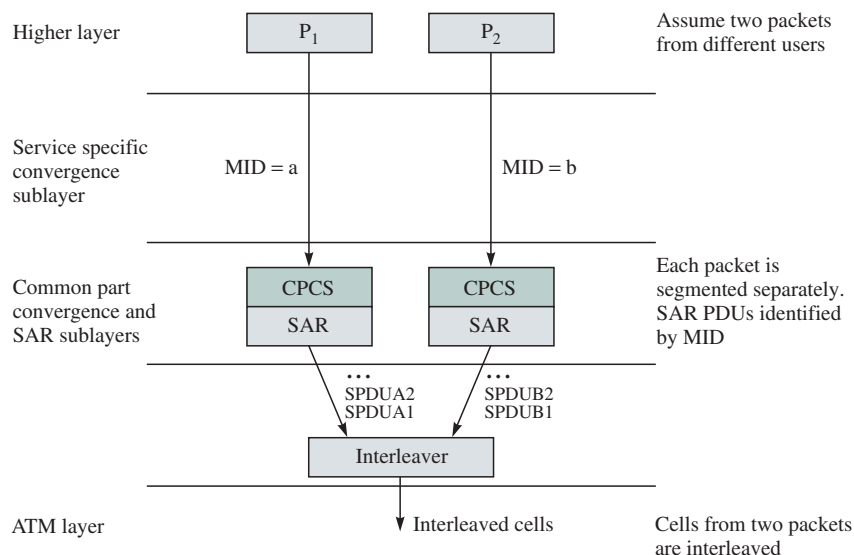 Higher layer
P1
P2
Assume two packets
from different users
Service specific
convergence
sublayer
MID = a
MID = b
Common part
convergence and
SAR sublayers
CPCS
SAR
CPCS
SAR
Each packet is
segmented separately.
SAR PDUs identified
by MID
...
SPDUA2
SPDUA1
...
SPDUB2
SPDUB1
Interleaver
ATM layer
Interleaved cells
Cells from two packets
are interleaved